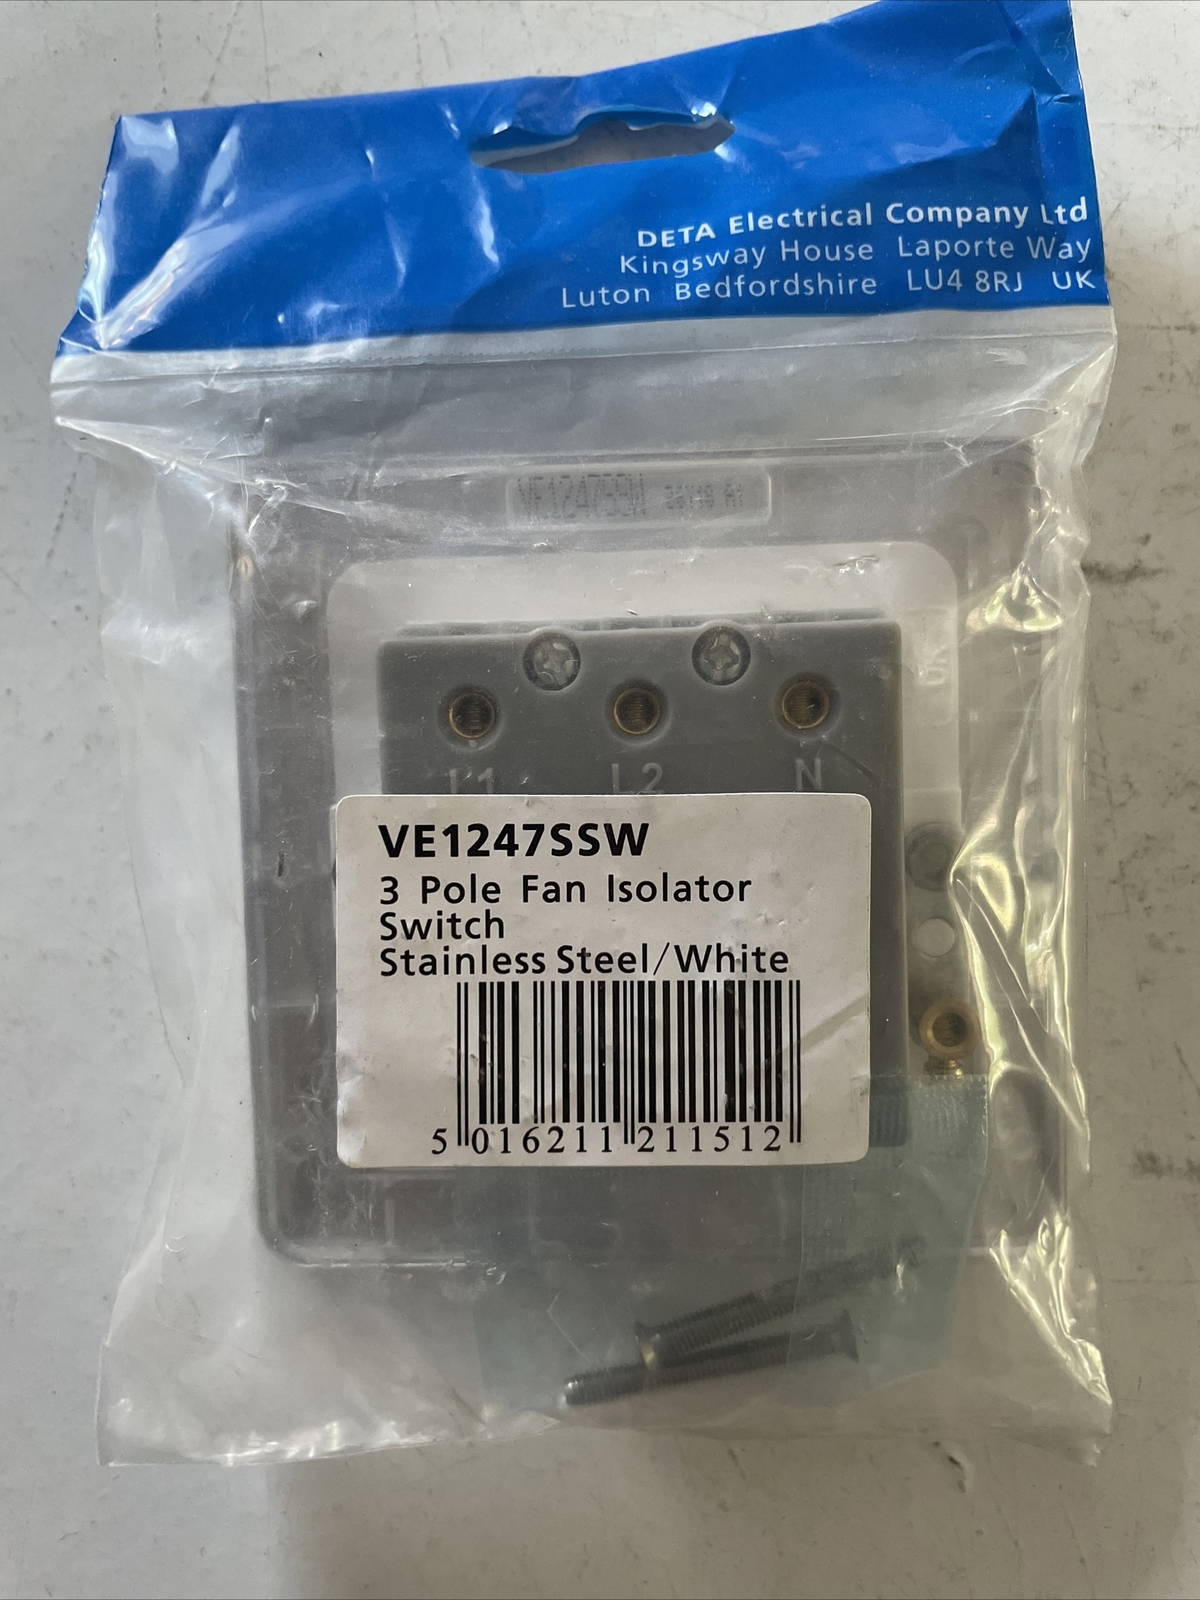 DETA Electrical Company Ltd
Kingsway House Laporte Way
Luton Bedfordshire LU4 8RJ UK
VE1247SSW
L1 L2 N
VE1247SSW
3 Pole Fan Isolator
Switch
Stainless Steel/White
5 016211 211512